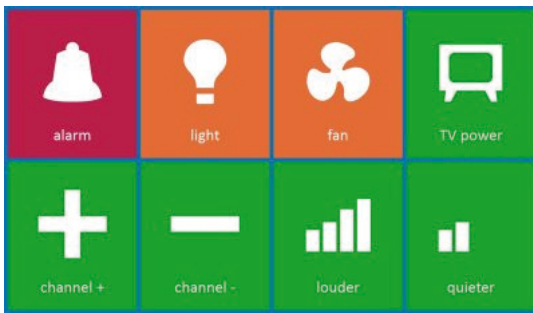 alarm
light
fan
TV power
channel +
channel -
louder
quieter